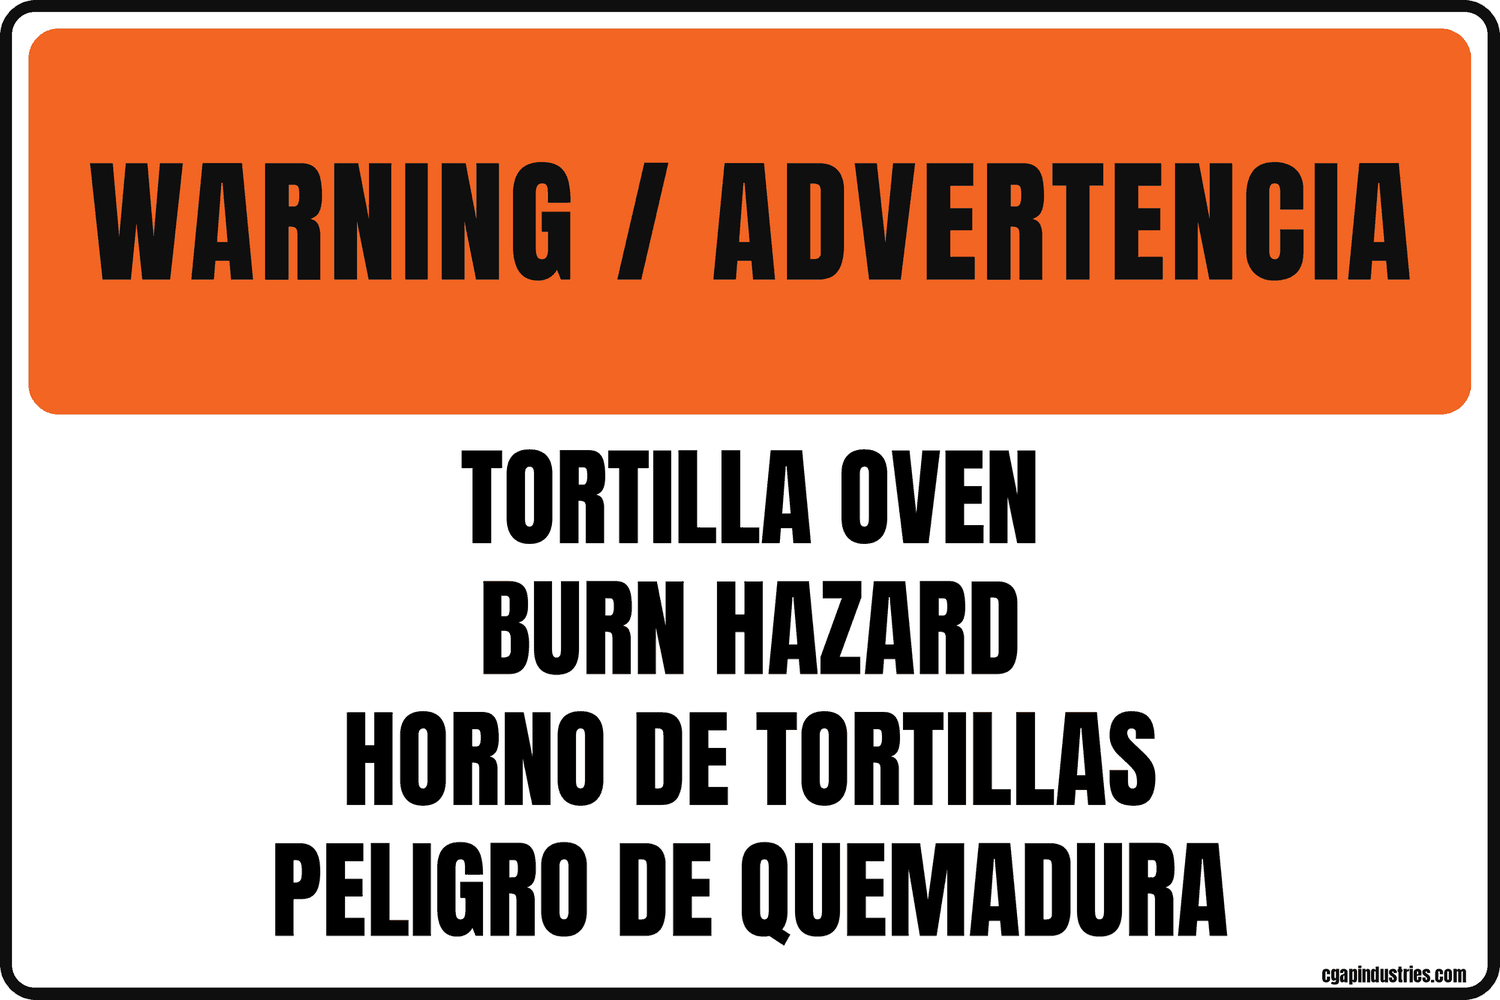 WARNING / ADVERTENCIA
TORTILLA OVEN
BURN HAZARD
HORNO DE TORTILLAS
PELIGRO DE QUEMADURA
cgapindustries.com